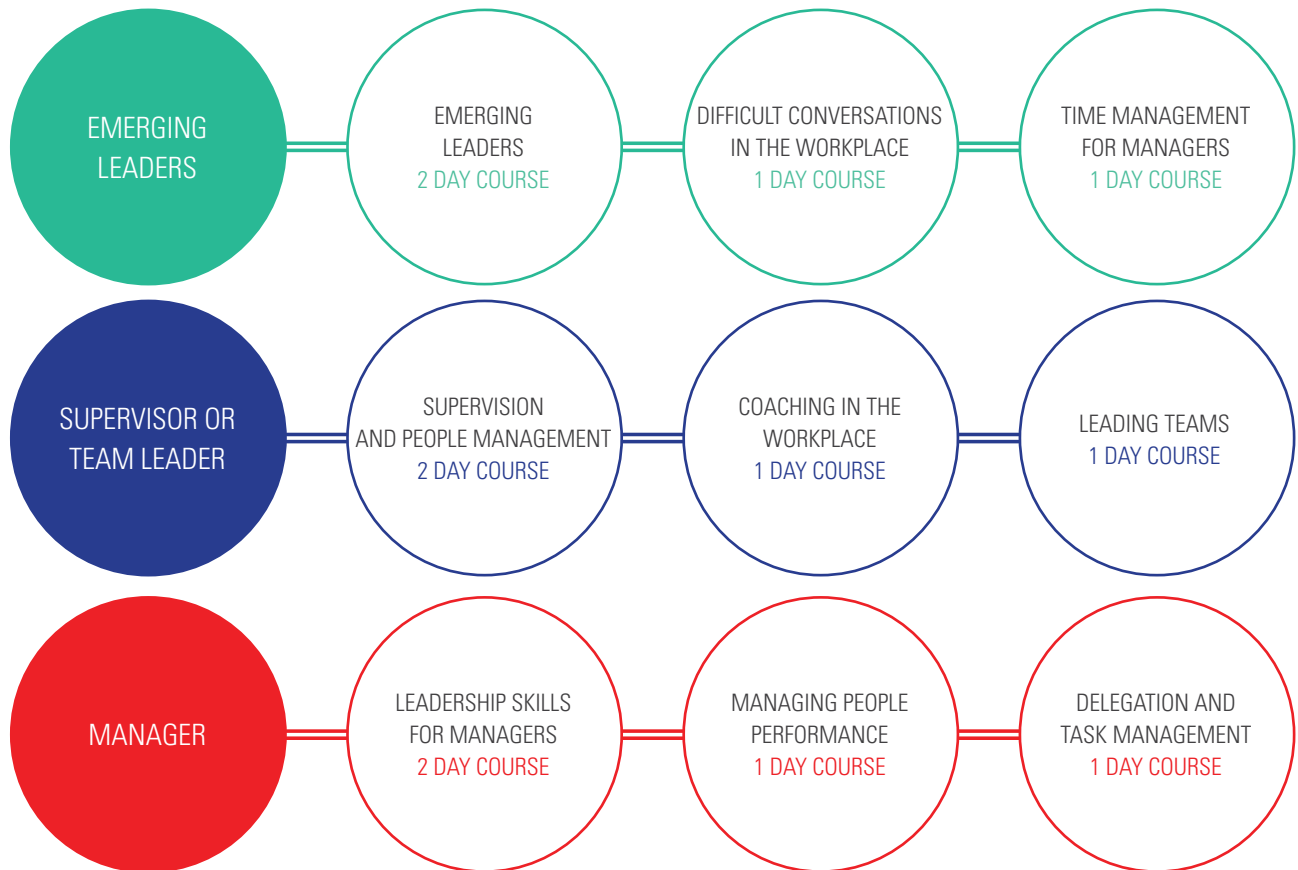 EMERGING
LEADERS
EMERGING
LEADERS
2 DAY COURSE
DIFFICULT CONVERSATIONS
IN THE WORKPLACE
1 DAY COURSE
TIME MANAGEMENT
FOR MANAGERS
1 DAY COURSE
SUPERVISOR OR
TEAM LEADER
SUPERVISION
AND PEOPLE MANAGEMENT
2 DAY COURSE
COACHING IN THE
WORKPLACE
1 DAY COURSE
LEADING TEAMS
1 DAY COURSE
MANAGER
LEADERSHIP SKILLS
FOR MANAGERS
2 DAY COURSE
MANAGING PEOPLE
PERFORMANCE
1 DAY COURSE
DELEGATION AND
TASK MANAGEMENT
1 DAY COURSE